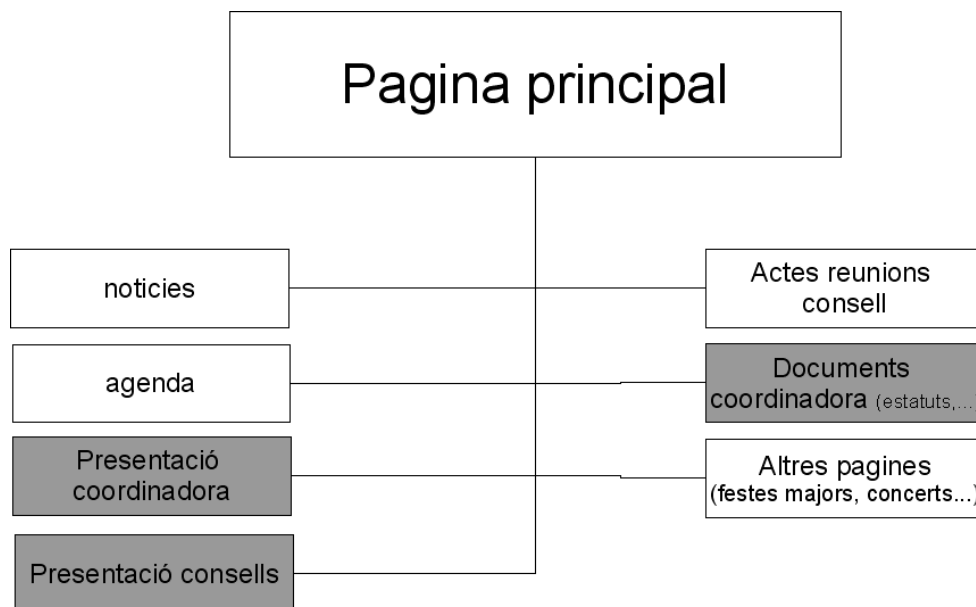 Pagina principal
noticies
agenda
Presentació
coordinadora
Presentació consells
Actes reunions
consell
Documents
coordinadora (estatuts,...)
Altres pagines
(festes majors, concerts...)